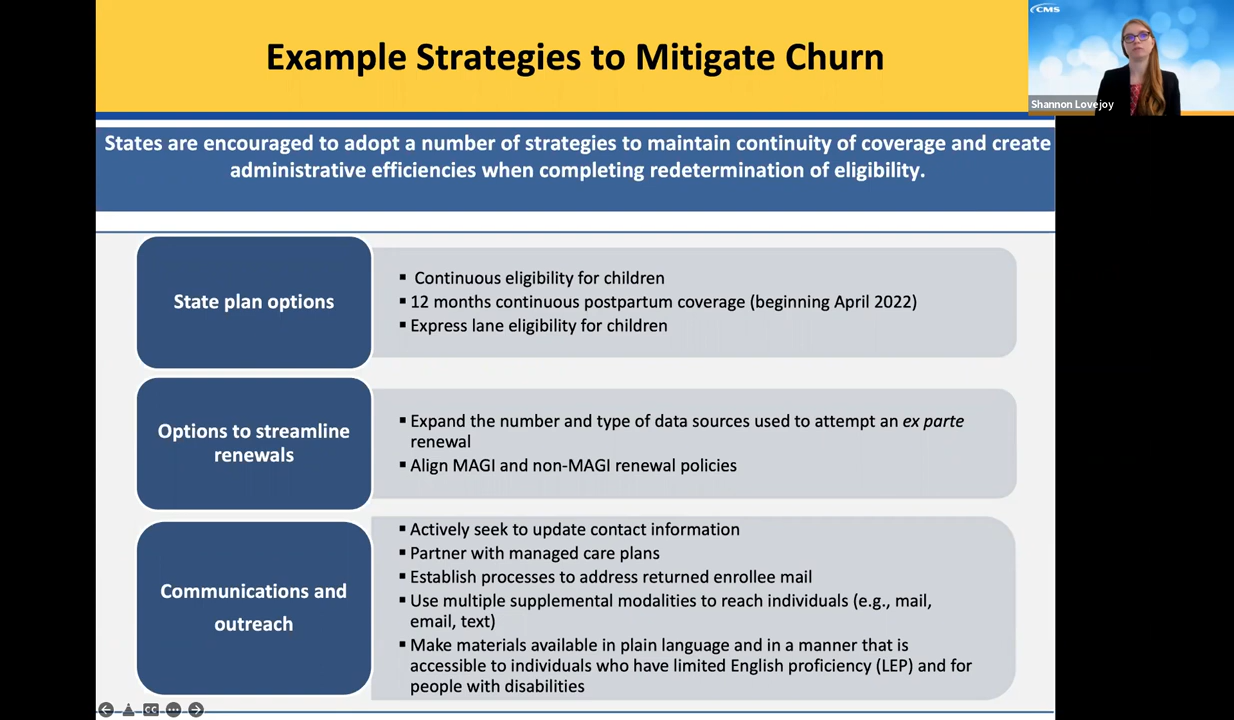 Example Strategies to Mitigate Churn
CMS
Shannon Lovejoy
States are encouraged to adopt a number of strategies to maintain continuity of coverage and create
administrative efficiencies when completing redetermination of eligibility.
State plan options
▪ Continuous eligibility for children
▪ 12 months continuous postpartum coverage (beginning April 2022)
▪ Express lane eligibility for children
Options to streamline
renewals
▪ Expand the number and type of data sources used to attempt an ex parte
renewal
▪ Align MAGI and non-MAGI renewal policies
Communications and
outreach
▪ Actively seek to update contact information
▪ Partner with managed care plans
▪ Establish processes to address returned enrollee mail
▪ Use multiple supplemental modalities to reach individuals (e.g., mail,
email, text)
▪ Make materials available in plain language and in a manner that is
accessible to individuals who have limited English proficiency (LEP) and for
people with disabilities
CC